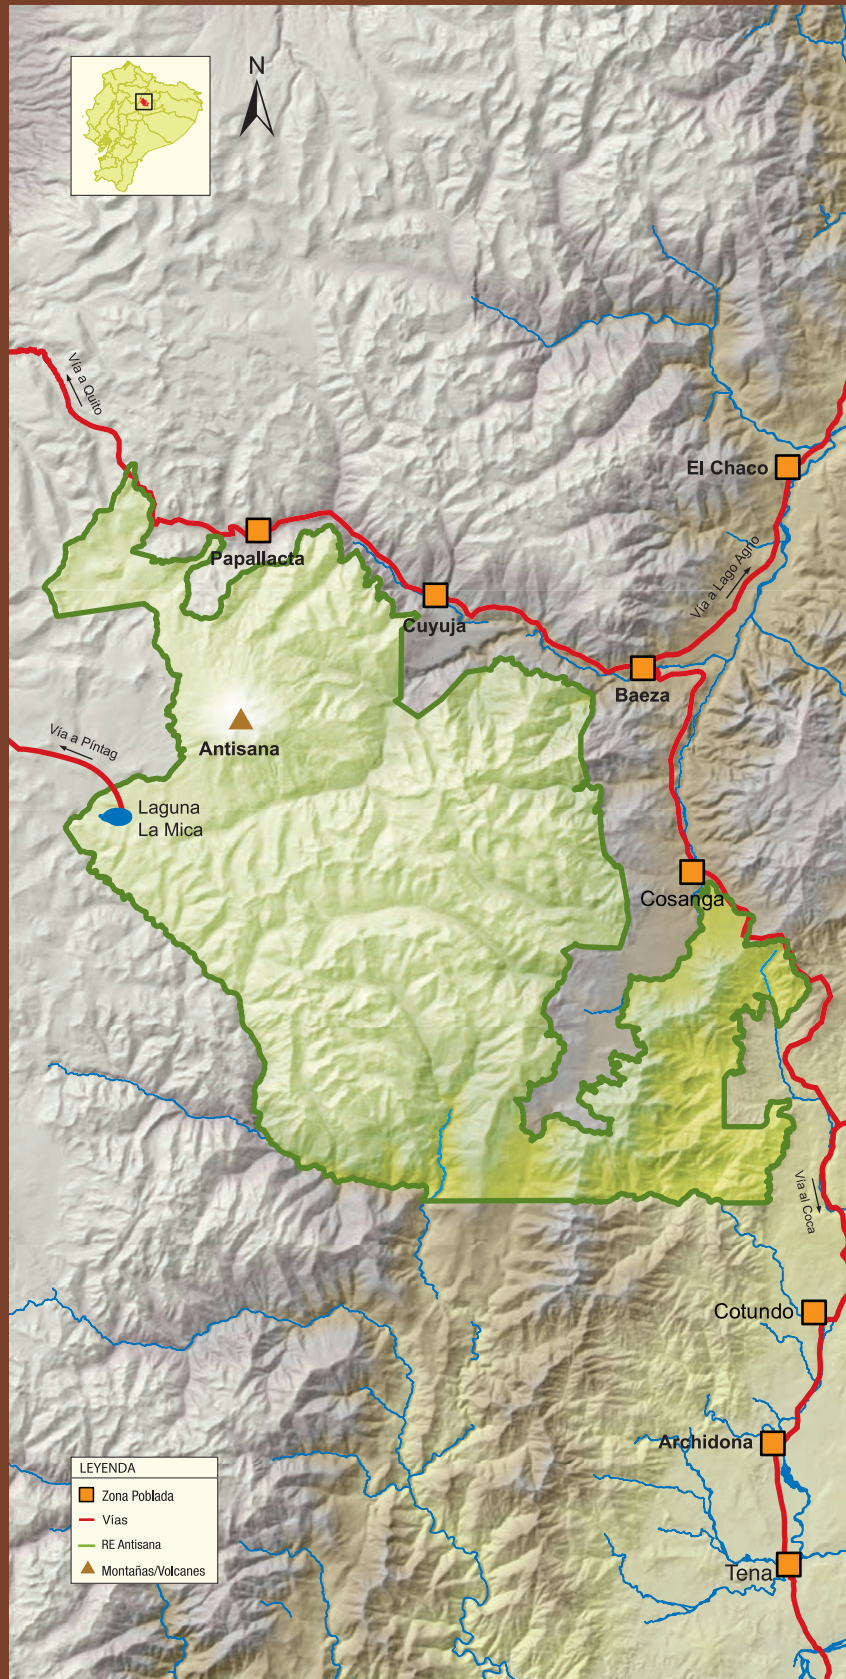 N
Vía a Quito
El Chaco
Papallacta
Vía a Lago Agrio
Cuyuja
Baeza
Vía a Píntag
Antisana
Laguna
La Mica
Cosanga
Vía al Coca
Cotundo
Archidona
Tena
LEYENDA
Zona Poblada
Vías
RE Antisana
Montañas/Volcanes